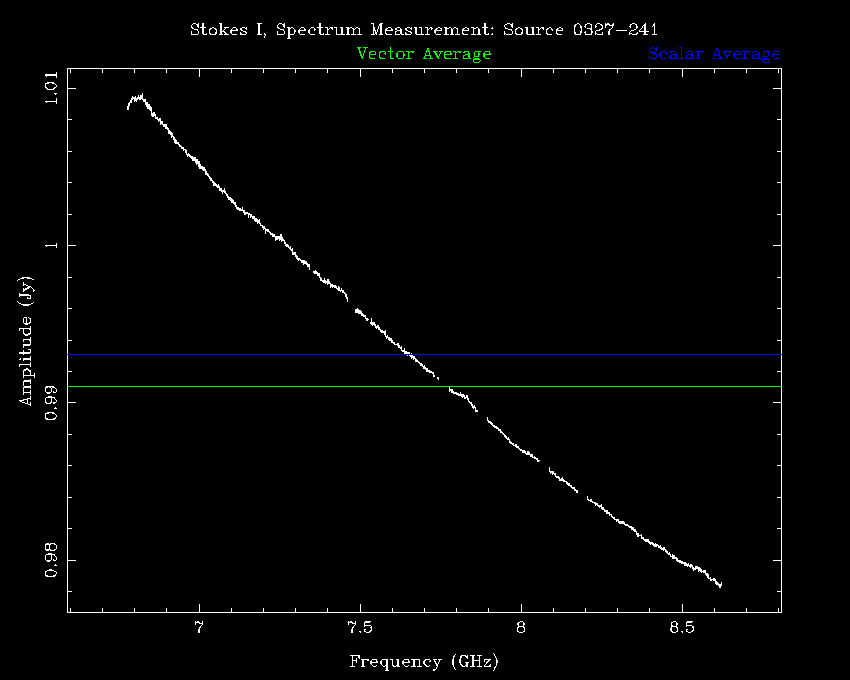 Stokes I, Spectrum Measurement: Source 0327-241
Vector Average
Scalar Average
Amplitude (Jy)
1.01
1
0.99
0.98
7
7.5
8
8.5
Frequency (GHz)